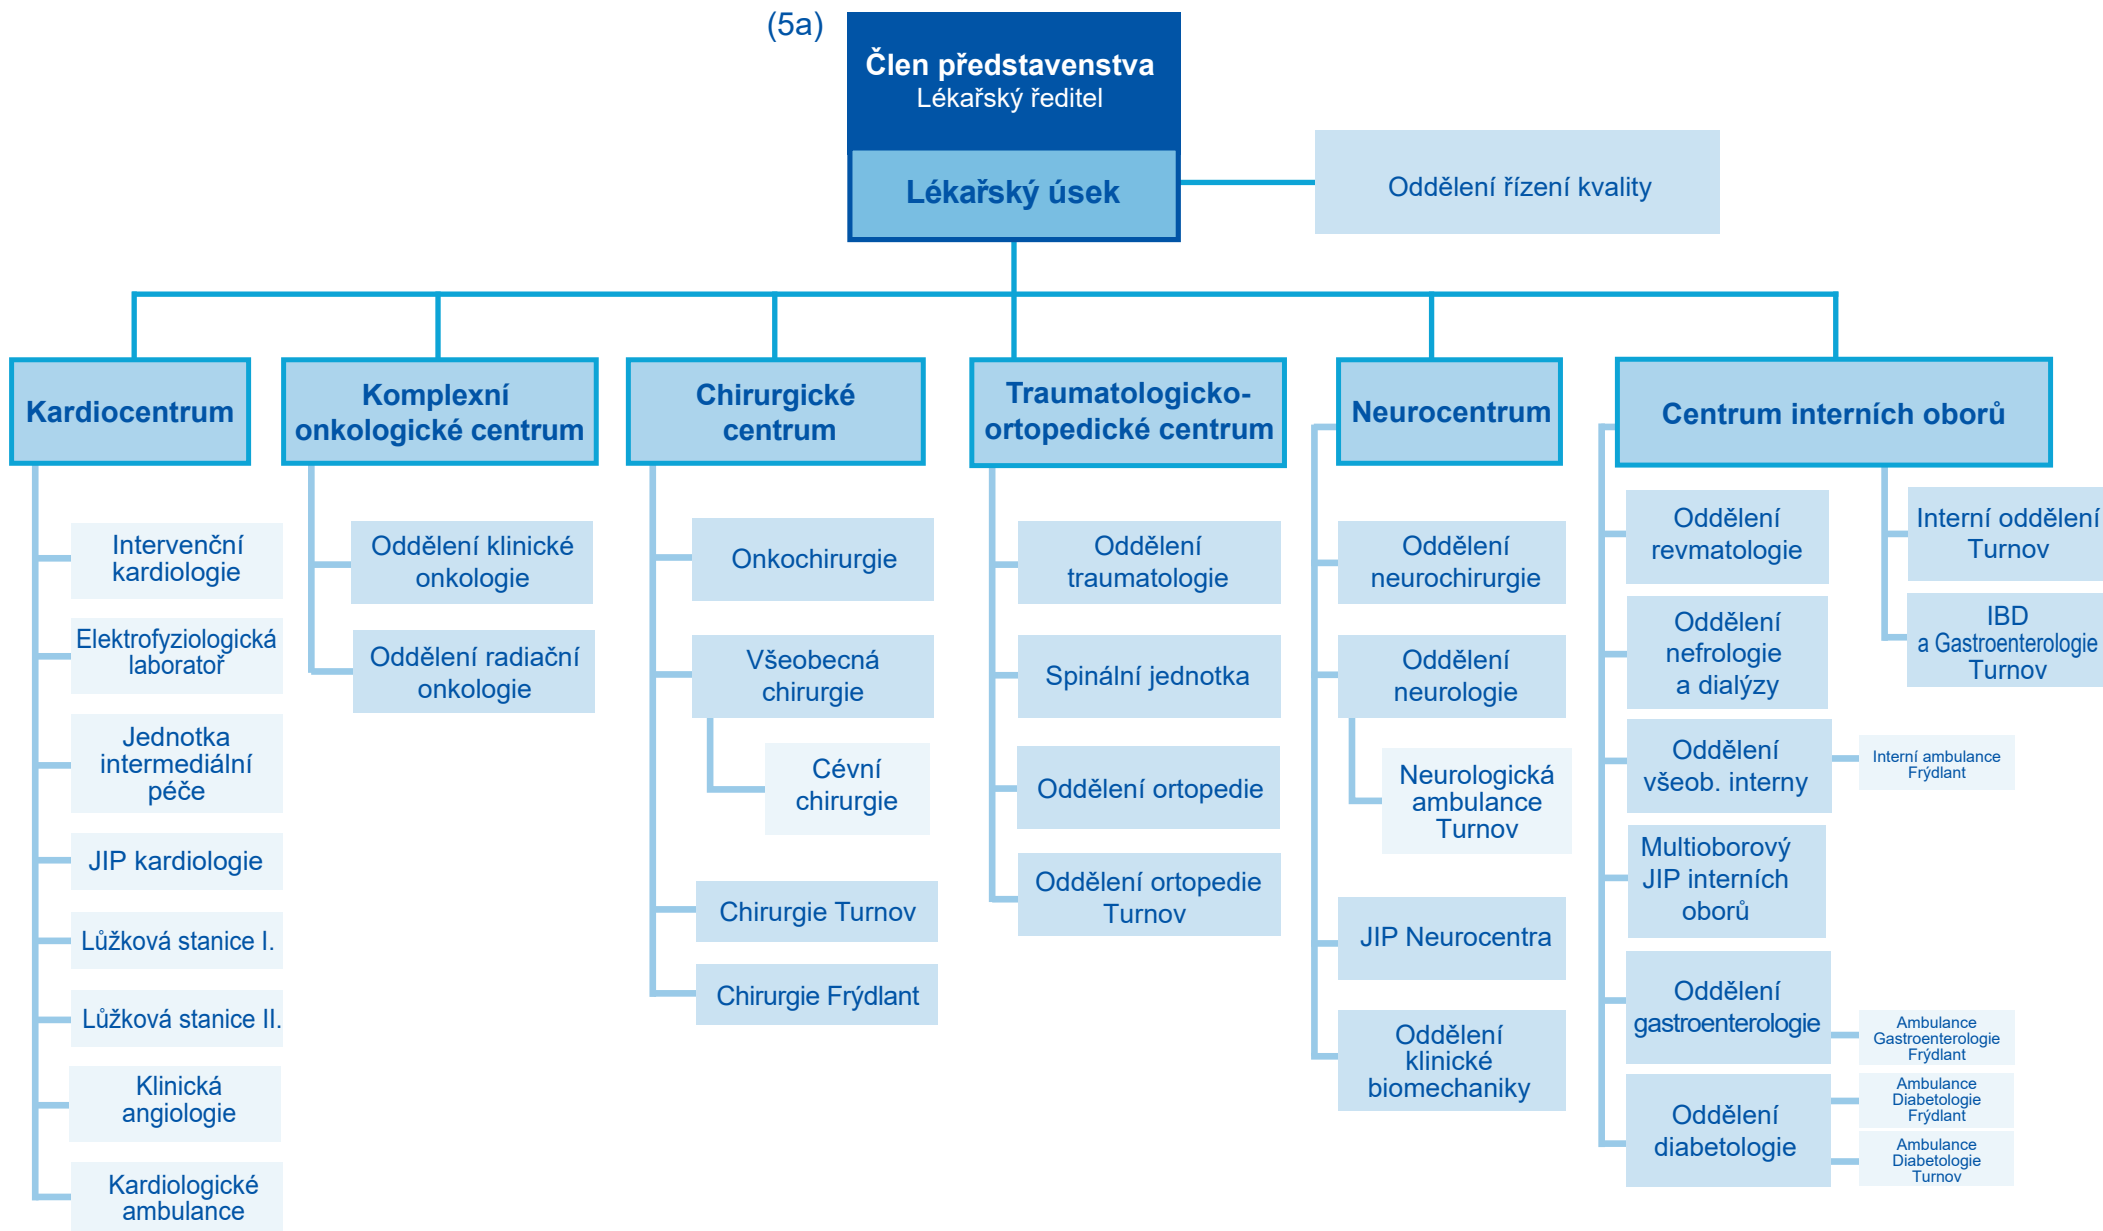 (5a)
Člen představenstva
Lékařský ředitel
Lékařský úsek
Oddělení řízení kvality
Kardiocentrum
Intervenční
kardiologie
Elektrofyziologická
laboratoř
Jednotka
intermediální
péče
JIP kardiologie
Lůžková stanice I.
Lůžková stanice II.
Klinická
angiologie
Kardiologické
ambulance
Komplexní
onkologické centrum
Oddělení klinické
onkologie
Oddělení radiační
onkologie
Chirurgické
centrum
Onkochirurgie
Všeobecná
chirurgie
Cévní
chirurgie
Chirurgie Turnov
Chirurgie Frýdlant
Traumatologicko-
ortopedické centrum
Oddělení
traumatologie
Spinální jednotka
Oddělení ortopedie
Oddělení ortopedie
Turnov
Neurocentrum
Oddělení
neurochirurgie
Oddělení
neurologie
Neurologická
ambulance
Turnov
JIP Neurocentra
Oddělení
klinické
biomechaniky
Centrum interních oborů
Oddělení
revmatologie
Oddělení
nefrologie
a dialýzy
Oddělení
všeob. interny
Interní ambulance
Frýdlant
Multioborový
JIP interních
oborů
Oddělení
gastroenterologie
Ambulance
Gastroenterologie
Frýdlant
Oddělení
diabetologie
Ambulance
Diabetologie
Frýdlant
Ambulance
Diabetologie
Turnov
Interní oddělení
Turnov
IBD
a Gastroenterologie
Turnov